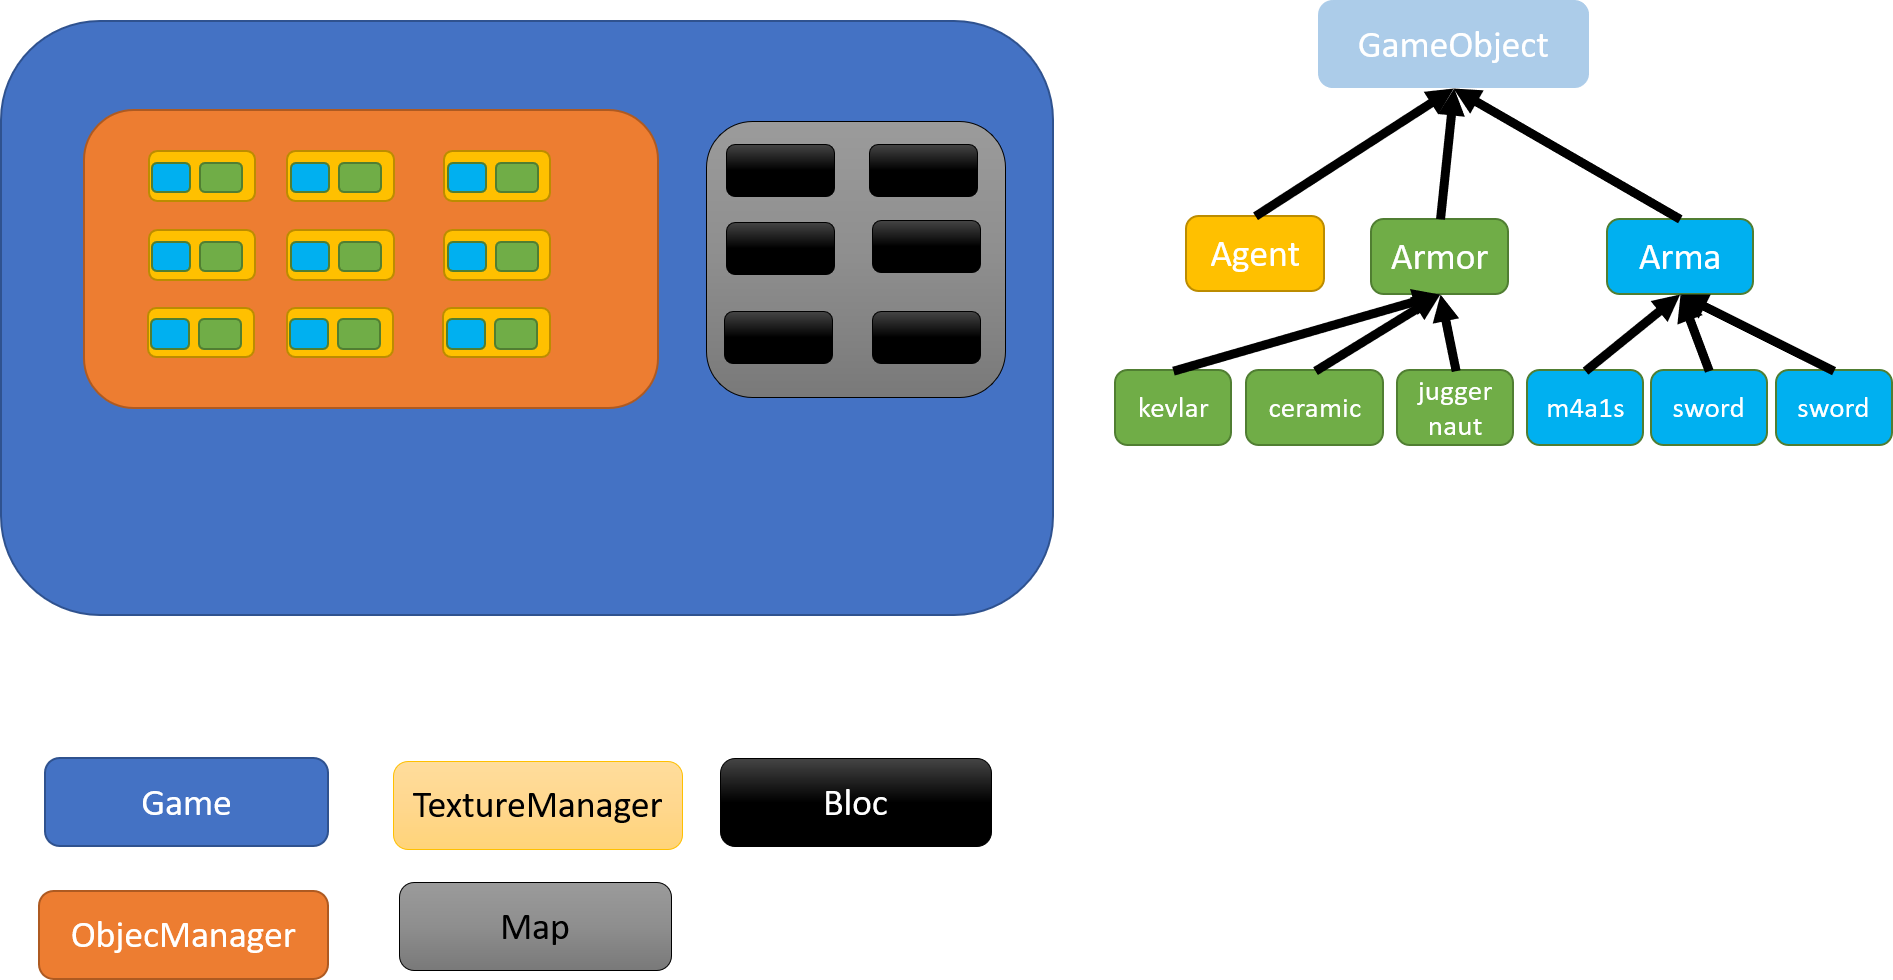 GameObject
Agent
Armor
Arma
kevlar
ceramic
jugger
naut
m4a1s
sword
sword
Game
TextureManager
Bloc
ObjecManager
Map